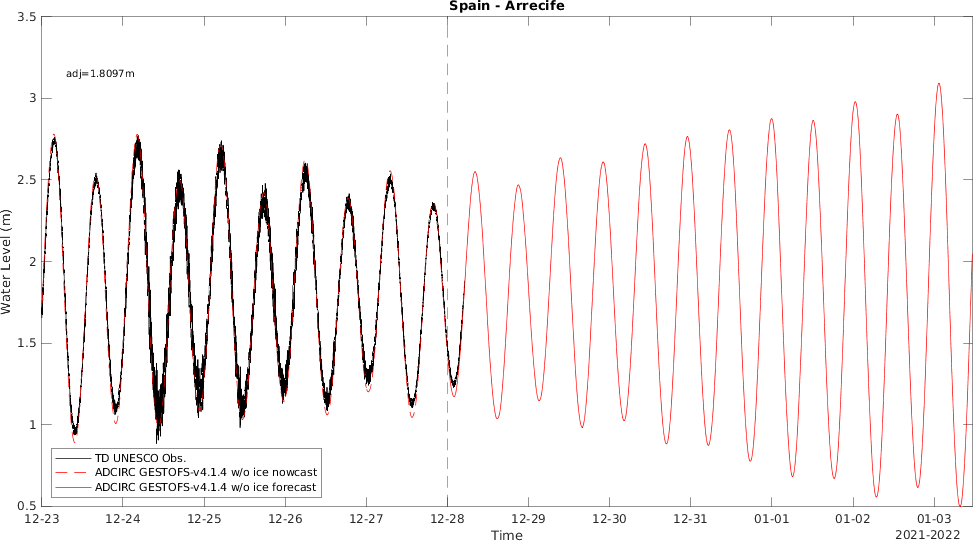 Spain - Arrecife
3.5
adj=1.8097m
3
2.5
2
1.5
1
0.5
Water Level (m)
TD UNESCO Obs.
ADCIRC GESTOFS-v4.1.4 w/o ice nowcast
ADCIRC GESTOFS-v4.1.4 w/o ice forecast
12-23 12-24 12-25 12-26 12-27 12-28 12-29 12-30 12-31 01-01 01-02 01-03
Time
2021-2022